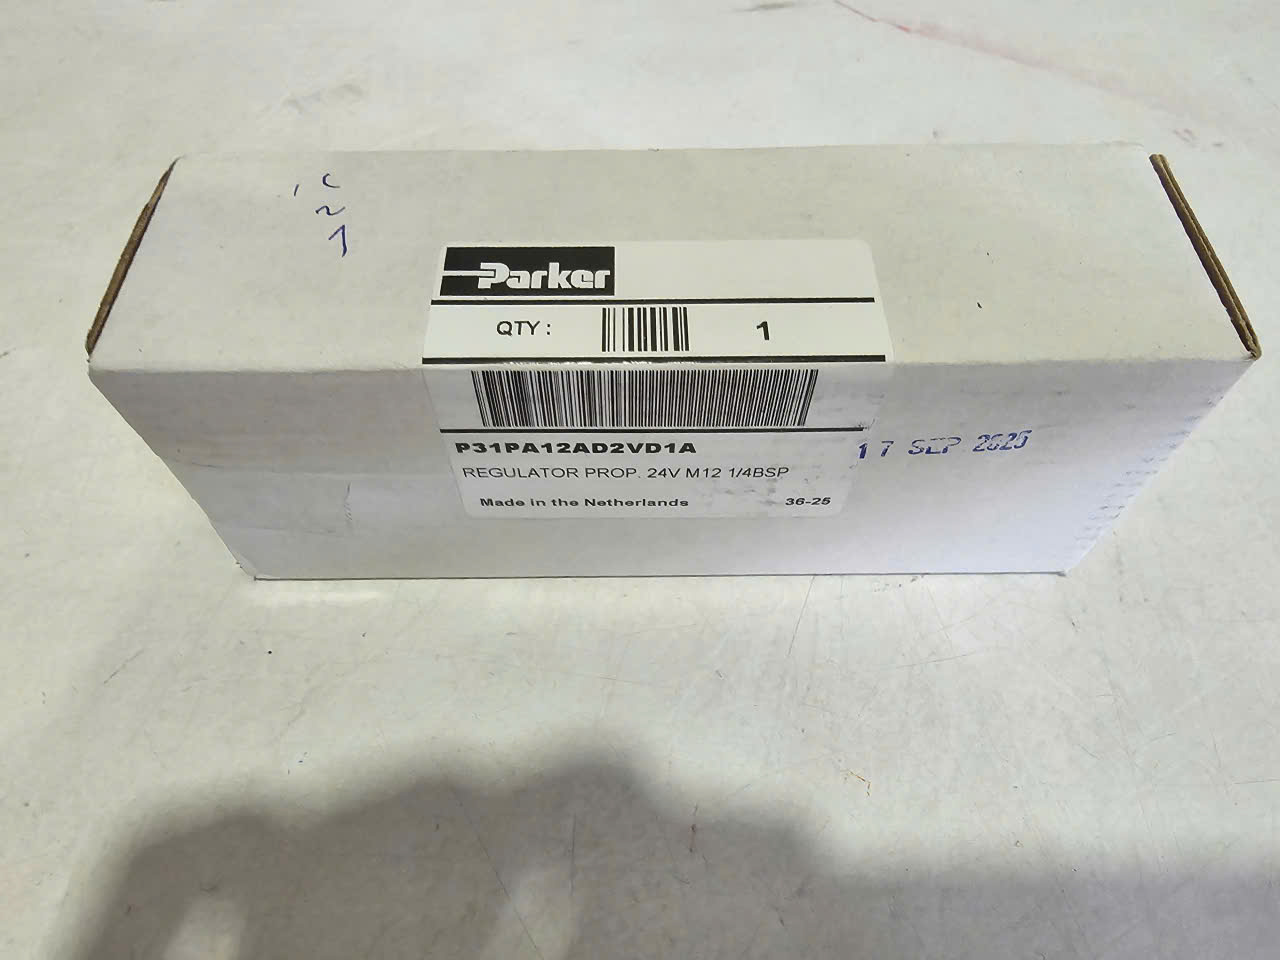 Parker
QTY : 1
P31PA12AD2VD1A
REGULATOR PROP. 24V M12 1/4BSP
Made in the Netherlands 36-25
17 SEP 2025